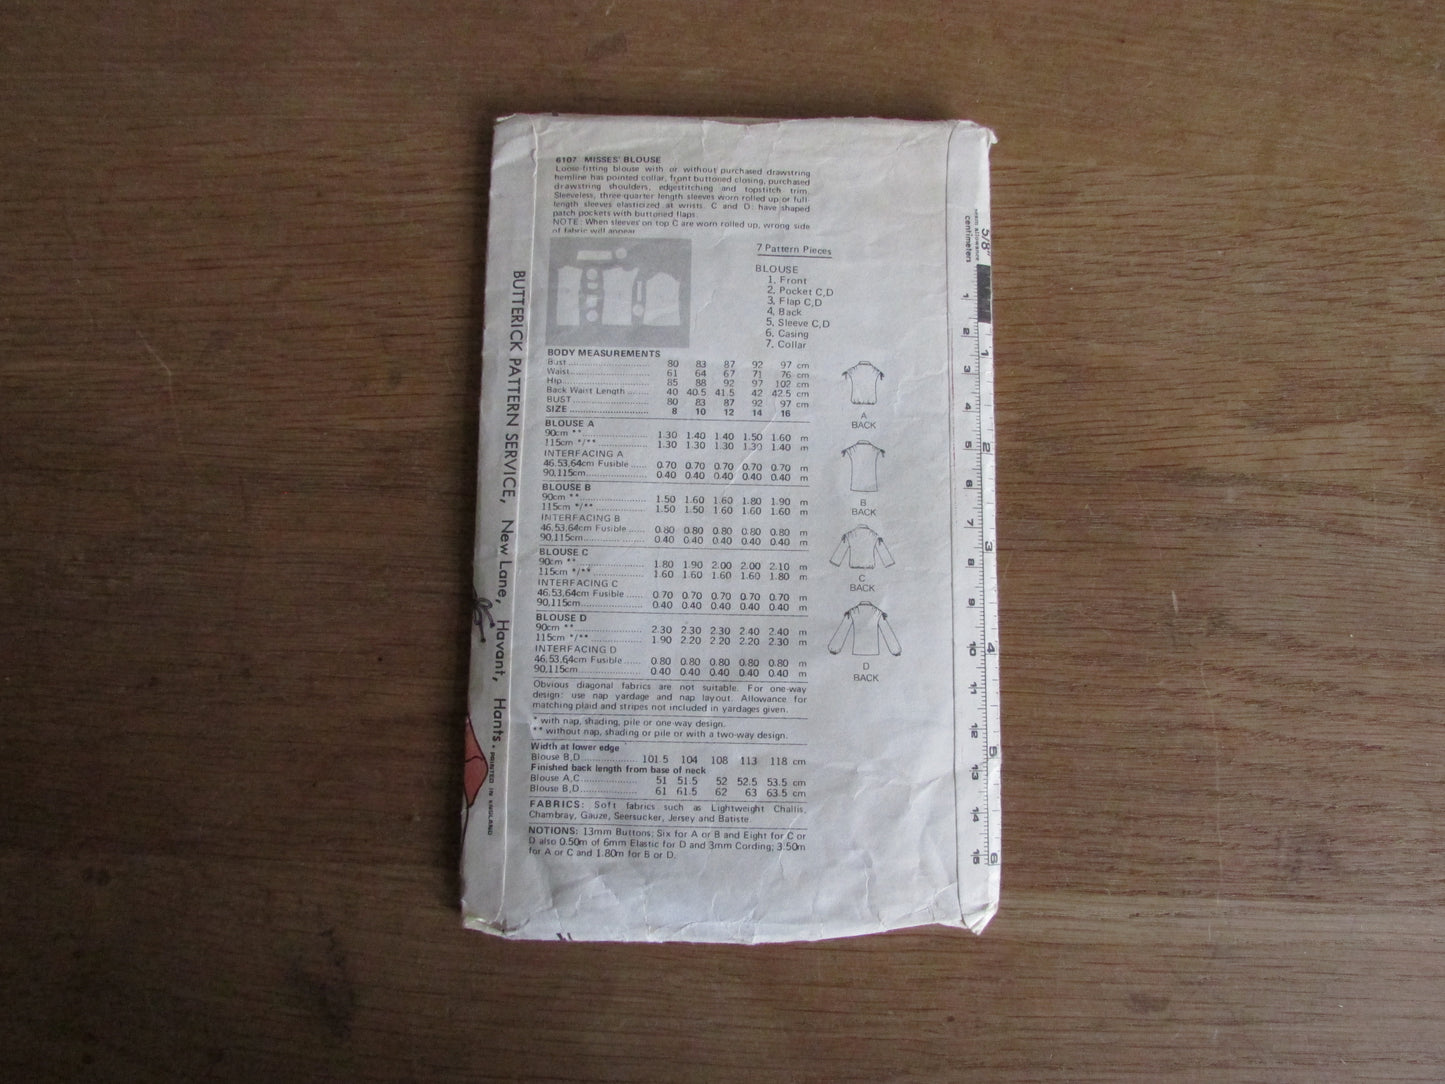 6107 MISSES' BLOUSE
Loose-fitting blouse with or without purchased drawstring
hemline has pointed collar, front buttoned closing, purchased
drawstring shoulders, edgestitching and topstitch trim.
Sleeveless, three-quarter length sleeves worn rolled up or full-
length sleeves elasticized at wrists. C and D: have shaped
patch pockets with buttoned flaps.
NOTE: When sleeves on top C are worn rolled up, wrong side
of fabric will appear
7 Pattern Pieces
BLOUSE
1. Front
2. Pocket C,D
3. Flap C,D
4. Back
5. Sleeve C,D
6. Casing
7. Collar
BODY MEASUREMENTS
Bust 80 83 87 92 97 cm
Waist 61 64 67 71 76 cm
Hip 85 88 92 97 102 cm
Back Waist Length 40 40.5 41.5 42 42.5 cm
BUST 80 83 87 92 97 cm
SIZE 8 10 12 14 16
BLOUSE A
90cm ** 1.30 1.40 1.40 1.50 1.60 m
115cm */** 1.30 1.30 1.30 1.30 1.40 m
INTERFACING A
46,53,64cm Fusible 0.70 0.70 0.70 0.70 0.70 m
90,115cm 0.40 0.40 0.40 0.40 0.40 m
BLOUSE B
90cm ** 1.50 1.60 1.60 1.80 1.90 m
115cm */** 1.50 1.50 1.60 1.60 1.60 m
INTERFACING B
46,53,64cm Fusible 0.80 0.80 0.80 0.80 0.80 m
90,115cm 0.40 0.40 0.40 0.40 0.40 m
BLOUSE C
90cm ** 1.80 1.90 2.00 2.00 2.10 m
115cm */** 1.60 1.60 1.60 1.60 1.80 m
INTERFACING C
46,53,64cm Fusible 0.70 0.70 0.70 0.70 0.70 m
90,115cm 0.40 0.40 0.40 0.40 0.40 m
BLOUSE D
90cm ** 2.30 2.30 2.30 2.40 2.40 m
115cm */** 1.90 2.20 2.20 2.20 2.30 m
INTERFACING D
46,53,64cm Fusible 0.80 0.80 0.80 0.80 0.80 m
90,115cm 0.40 0.40 0.40 0.40 0.40 m
Obvious diagonal fabrics are not suitable. For one-way
design: use nap yardage and nap layout. Allowance for
matching plaid and stripes not included in yardages given.
* with nap, shading, pile or one-way design.
** without nap, shading or pile or with a two-way design.
Width at lower edge
Blouse B,D 101.5 104 108 113 118 cm
Finished back length from base of neck
Blouse A,C 51 51.5 52 52.5 53.5 cm
Blouse B,D 61 61.5 62 63 63.5 cm
FABRICS: Soft fabrics such as Lightweight Challis,
Chambray, Gauze, Seersucker, Jersey and Batiste.
NOTIONS: 13mm Buttons; Six for A or B and Eight for C or
D also 0.50m of 6mm Elastic for D and 3mm Cording; 3.50m
for A or C and 1.80m for B or D.
A
BACK
B
BACK
C
BACK
D
BACK
BUTTERICK PATTERN SERVICE, New Lane, Havant, Hants. PRINTED IN ENGLAND
5/8"
seam allowance
centimeters
1 2 3 4 5 6 7 8 9 10 11 12 13 14 15
1 2 3 4 5 6